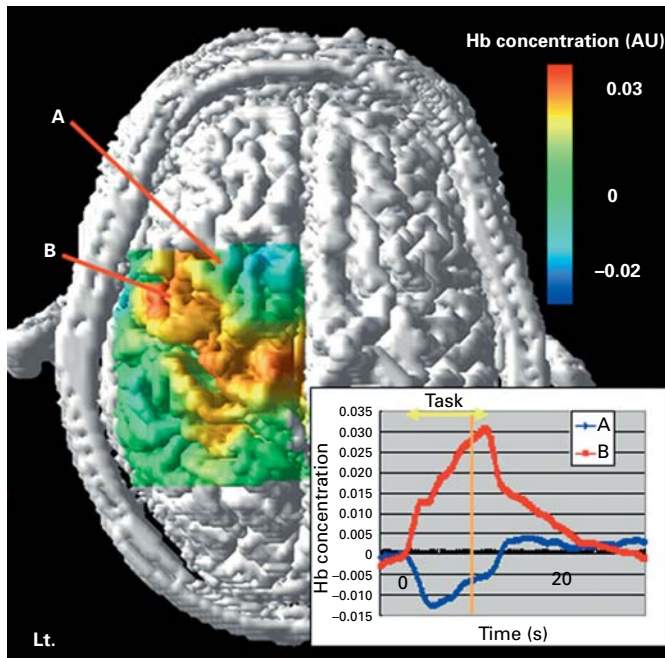 Hb concentration (AU)
0.03
0
−0.02
A
B
Lt.
Task
0.035
0.030
0.025
0.020
0.015
0.010
0.005
0
−0.005
−0.010
−0.015
Hb concentration
A
B
0
20
Time (s)